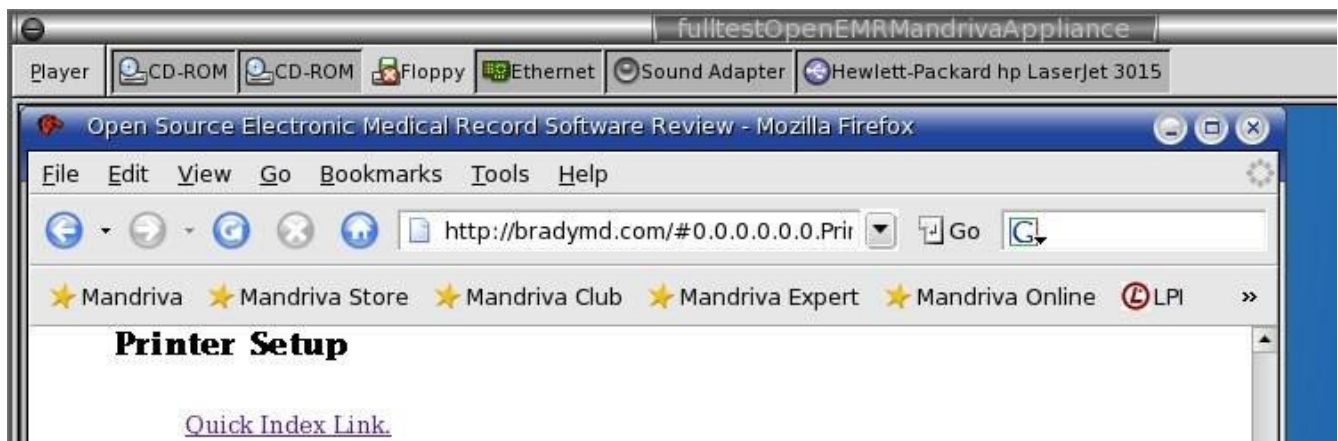 fulltestOpenEMRMandrivaAppliance
Player CD-ROM CD-ROM Floppy Ethernet Sound Adapter Hewlett-Packard hp LaserJet 3015
Open Source Electronic Medical Record Software Review - Mozilla Firefox
File Edit View Go Bookmarks Tools Help
http://bradymd.com/#0.0.0.0.0.0.Prin Go G
Mandriva Mandriva Store Mandriva Club Mandriva Expert Mandriva Online LPI »
Printer Setup
Quick Index Link.